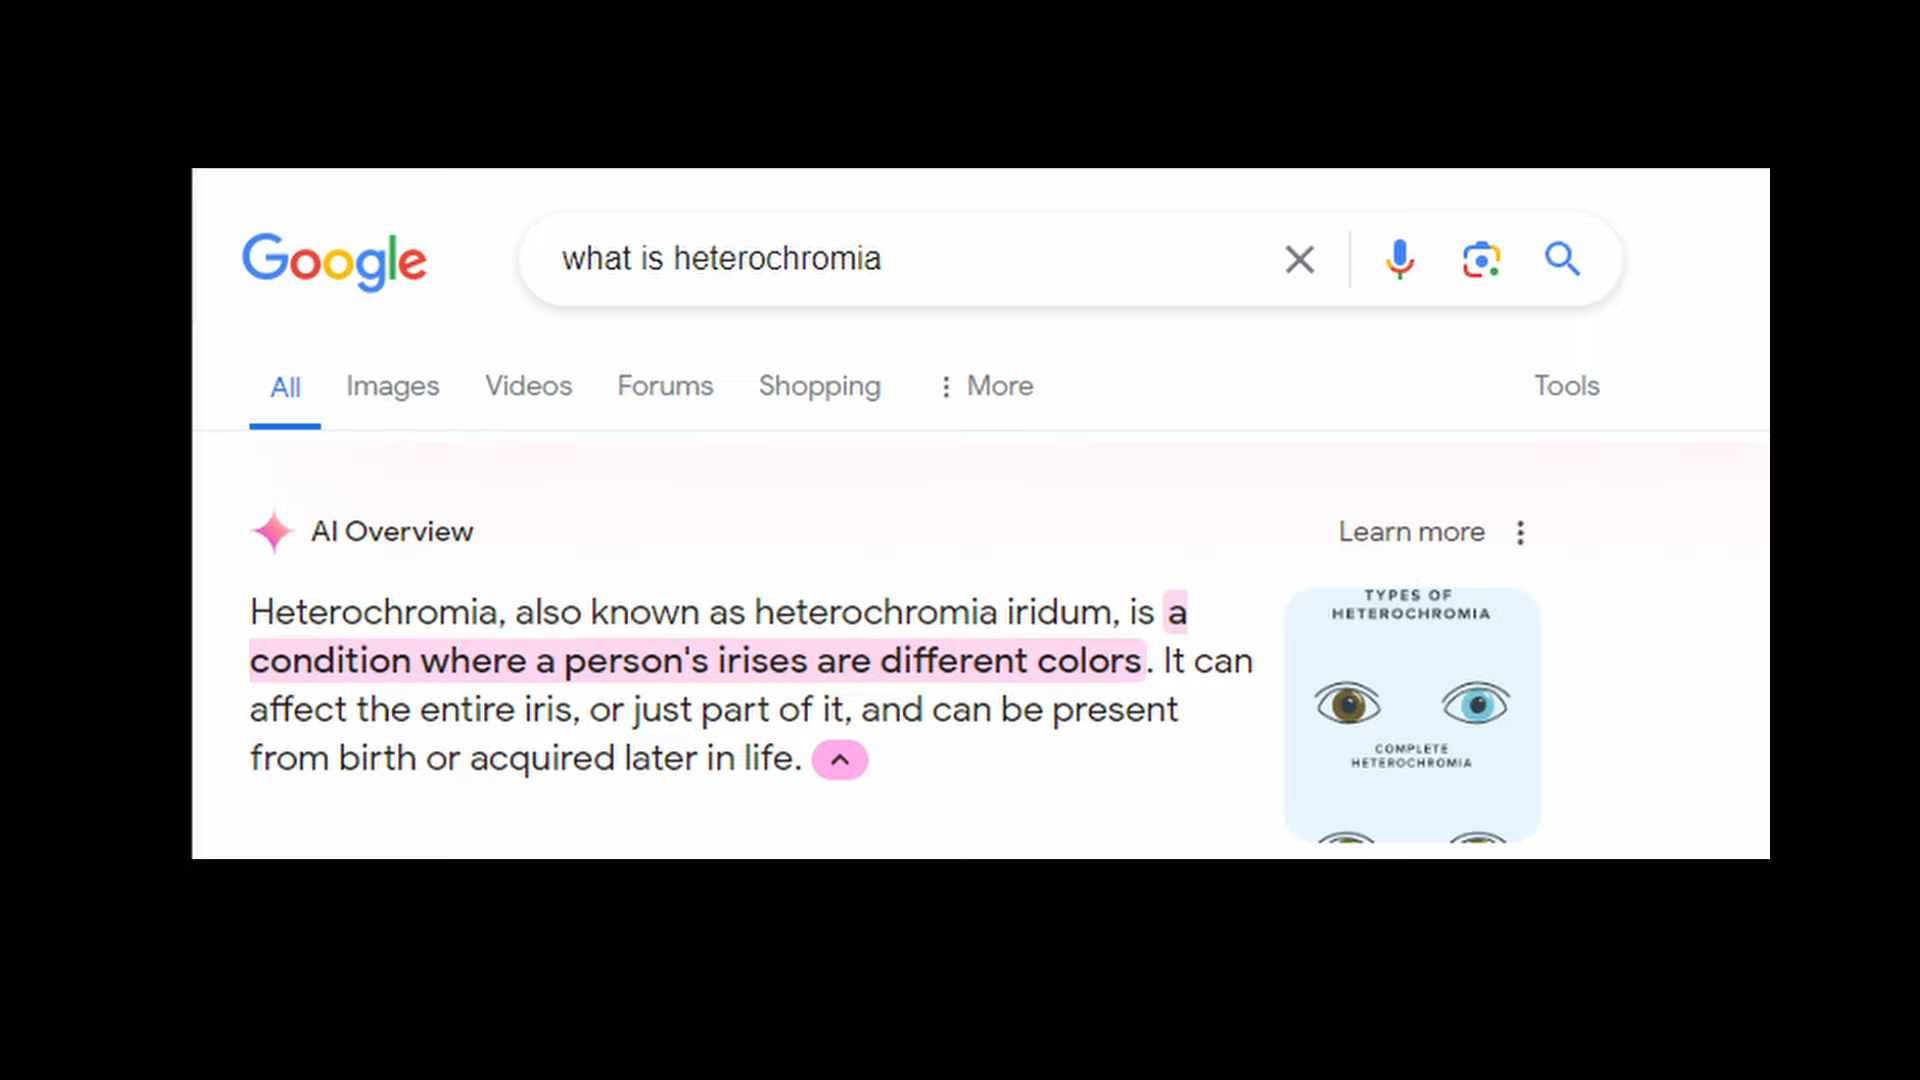 Google
what is heterochromia
All Images Videos Forums Shopping More Tools
AI Overview
Learn more
Heterochromia, also known as heterochromia iridum, is a
condition where a person's irises are different colors. It can
affect the entire iris, or just part of it, and can be present
from birth or acquired later in life.
TYPES OF
HETEROCHROMIA
COMPLETE
HETEROCHROMIA